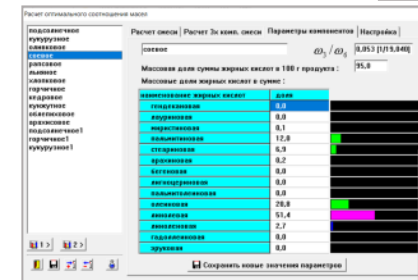 Расчет оптимального соотношения масел
подсолнечное
кукурузное
оливковое
соевое
рапсовое
льняное
хлопковое
горчичное
кедровое
кунжутное
облепиховое
арахисовое
подсолнечное1
горчичное1
кукурузное1
Расчет смеси Расчет 3х комп. смеси Параметры компонентов Настройка
соевое ω3/ω6 0,053 [1/19,040]
Массовая доля суммы жирных кислот в 100 г продукта : 95,0
Массовые доли жирных кислот в сумме :
наименование жирных кислот доля
гендекановая 0,0
лауриновая 0,0
миристиновая 0,1
пальмитиновая 12,0
стеариновая 6,9
арахиновая 0,2
бегеновая 0,0
лигноцериновая 0,0
пальмитолеиновая 0,0
олеиновая 20,8
линолевая 51,4
линоленовая 2,7
гадолеиновая 0,0
эруковая 0,0
1 > 2 >
Сохранить новые значения параметров